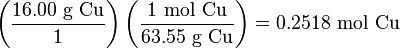 (16.00 g Cu / 1) (1 mol Cu / 63.55 g Cu) = 0.2518 mol Cu